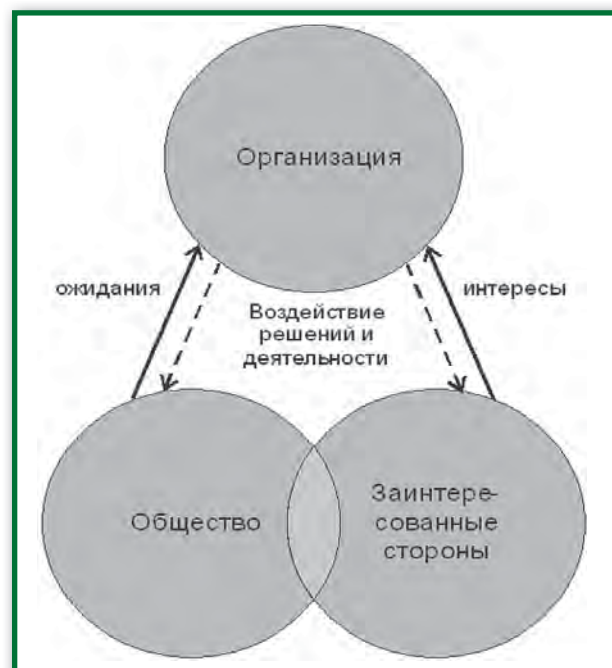 Организация
ожидания
интересы
Воздействие
решений и
деятельности
Общество
Заинтере-
сованные
стороны